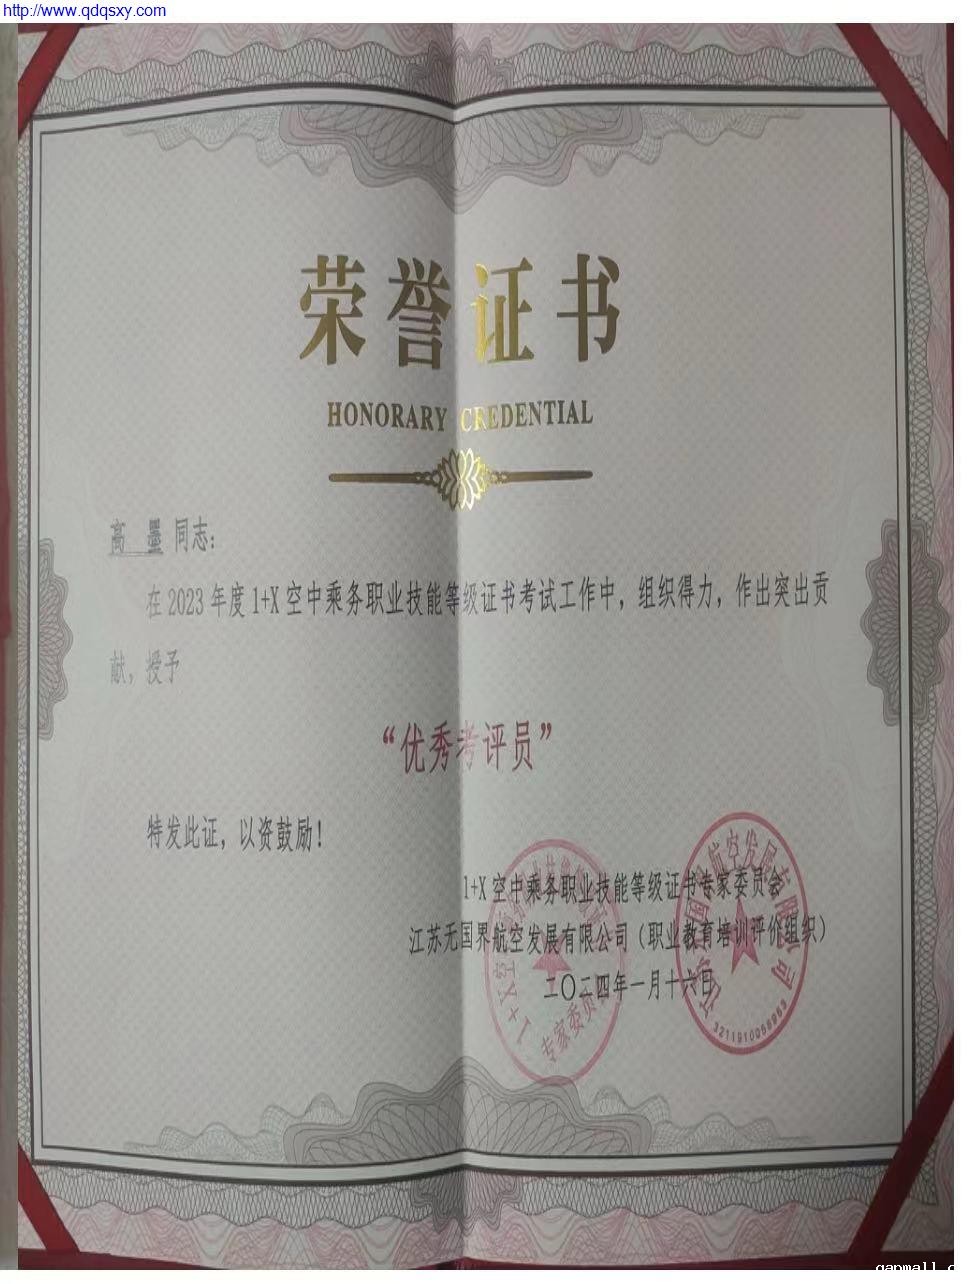 http://www.qdqsxy.com
荣誉证书
HONORARY CREDENTIAL
高 墨 同志：
在2023年度1+X空中乘务职业技能等级证书考试工作中，组织得力，作出突出贡
献，授予
“优秀考评员”
特发此证，以资鼓励！
1+X空中乘务职业技能等级证书专家委员会
江苏无国界航空发展有限公司（职业教育培训评价组织）
二〇二四年一月十六日
专家委员会